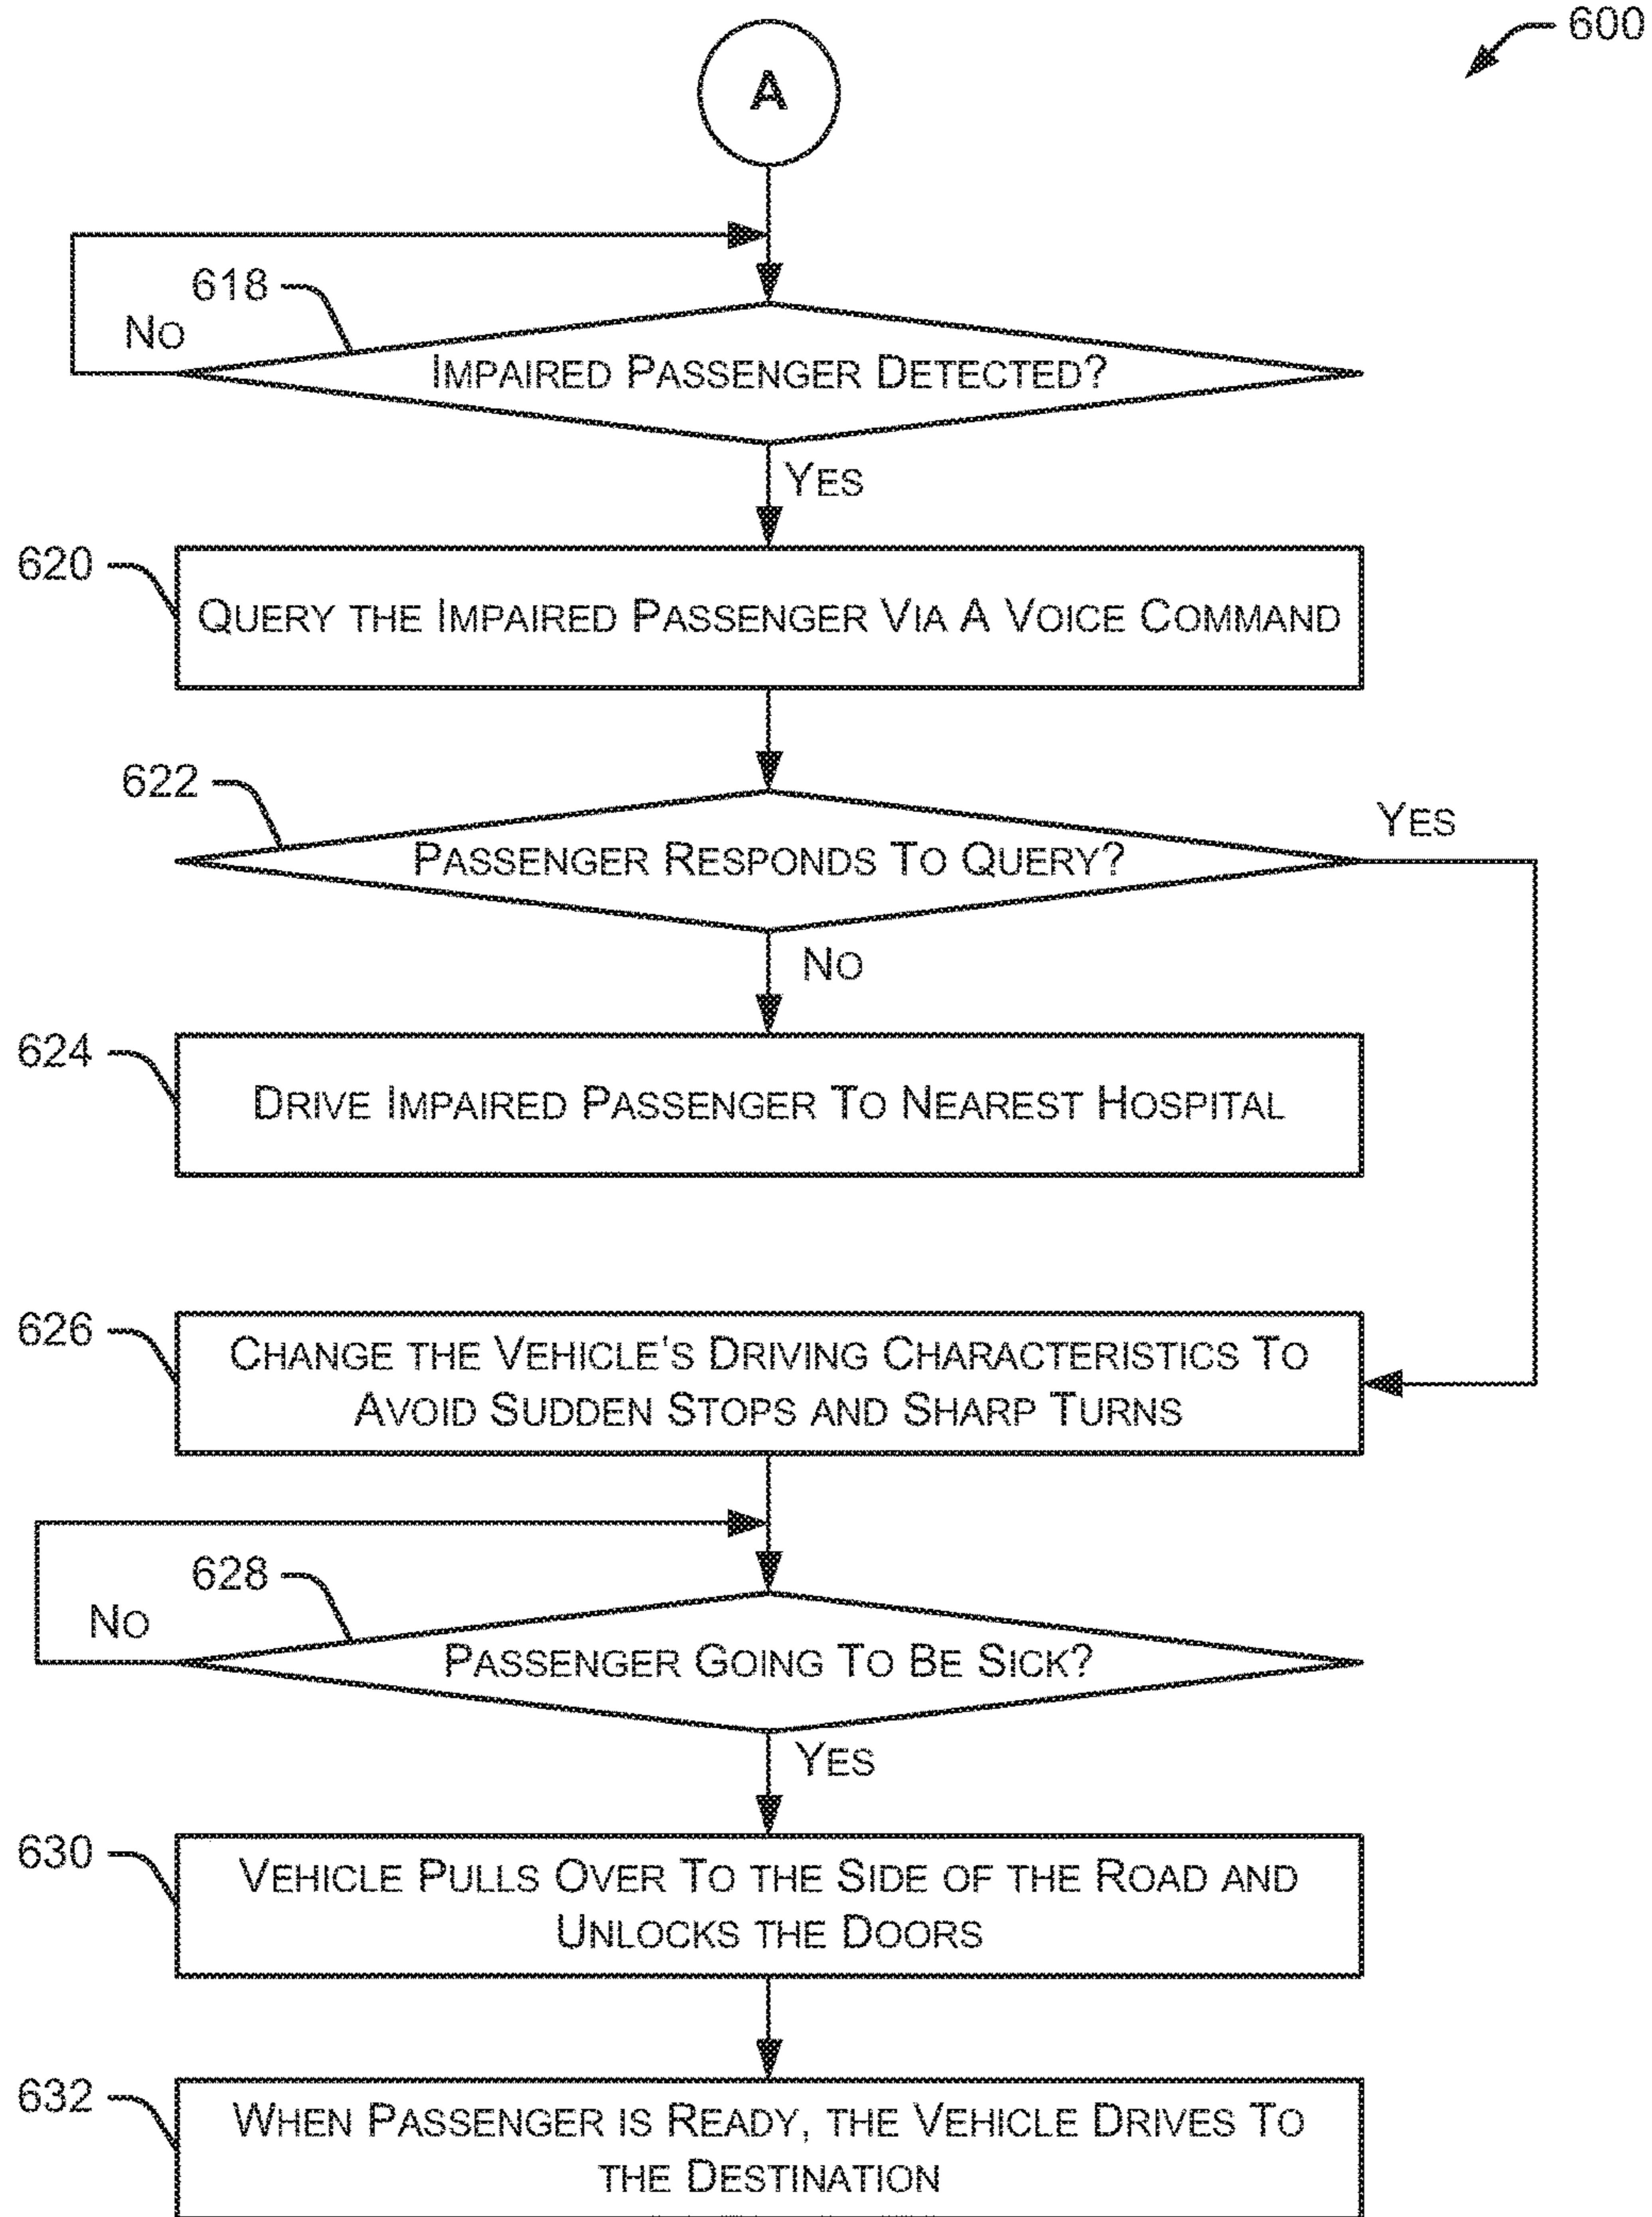 600
A
618
No
Impaired Passenger Detected?
Yes
620
Query the Impaired Passenger Via A Voice Command
622
Yes
Passenger Responds To Query?
No
624
Drive Impaired Passenger To Nearest Hospital
626
Change the Vehicle's Driving Characteristics To
Avoid Sudden Stops and Sharp Turns
628
No
Passenger Going To Be Sick?
Yes
630
Vehicle Pulls Over To the Side of the Road and
Unlocks the Doors
632
When Passenger is Ready, the Vehicle Drives To
the Destination